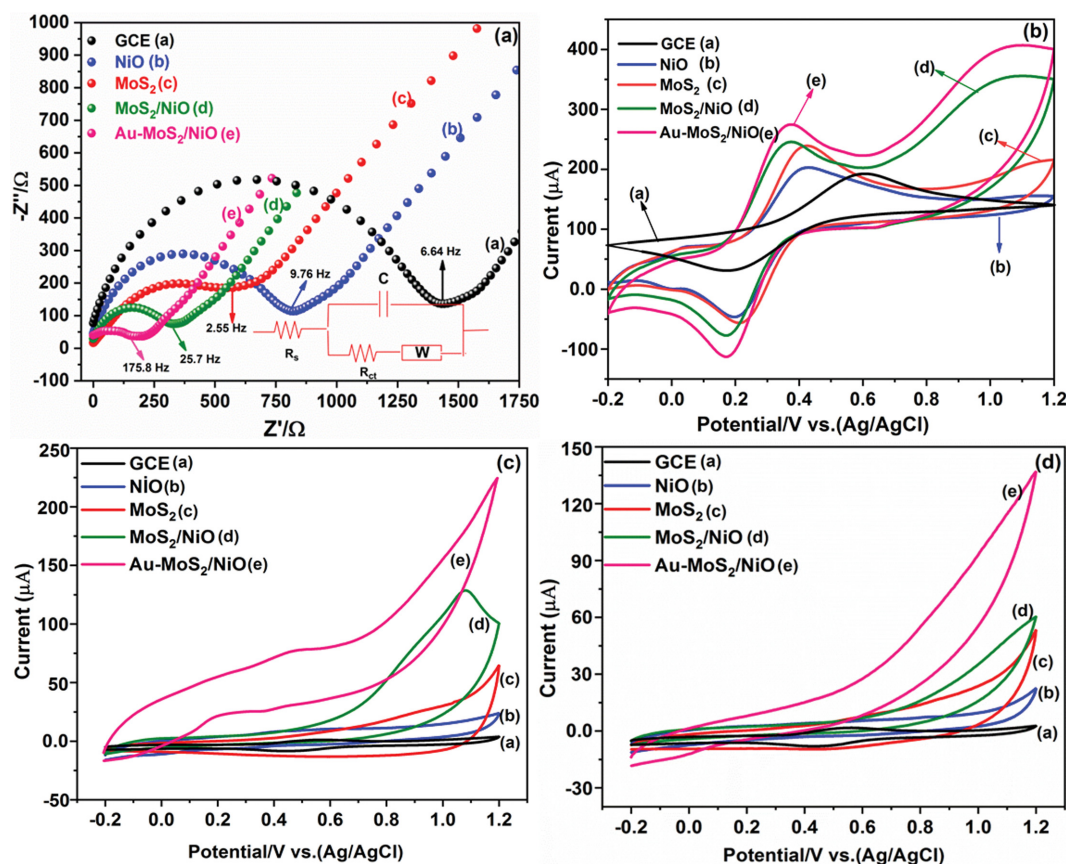 (a)
GCE (a)
NiO (b)
MoS₂ (c)
MoS₂/NiO (d)
Au-MoS₂/NiO (e)
(c)
(b)
(e)
(d)
(a)
6.64 Hz
9.76 Hz
2.55 Hz
25.7 Hz
175.8 Hz
C
Rs
Rct
W
1000
900
800
700
600
500
400
300
200
100
0
-100
-Z''/Ω
0 250 500 750 1000 1250 1500 1750
Z'/Ω
(b)
GCE (a)
NiO (b)
MoS₂ (c)
MoS₂/NiO (d)
Au-MoS₂/NiO(e)
(e)
(d)
(c)
(a)
(b)
400
300
200
100
0.0
-100
Current (μA)
-0.2 0.0 0.2 0.4 0.6 0.8 1.0 1.2
Potential/V vs.(Ag/AgCl)
(c)
GCE (a)
NİO (b)
MoS₂ (c)
MoS₂/NiO (d)
Au-MoS₂/NiO(e)
(e)
(d)
(c)
(b)
(a)
250
200
150
100
50
0.0
-50
Current (μA)
-0.2 0.0 0.2 0.4 0.6 0.8 1.0 1.2
Potential/V vs.(Ag/AgCl)
(d)
GCE (a)
NiO (b)
MoS₂ (c)
MoS₂/NiO (d)
Au-MoS₂/NiO (e)
(e)
(d)
(c)
(b)
(a)
150
120
90
60
30
0.0
-30
Current (μA)
-0.2 0.0 0.2 0.4 0.6 0.8 1.0 1.2
Potential/V vs.(Ag/AgCl)